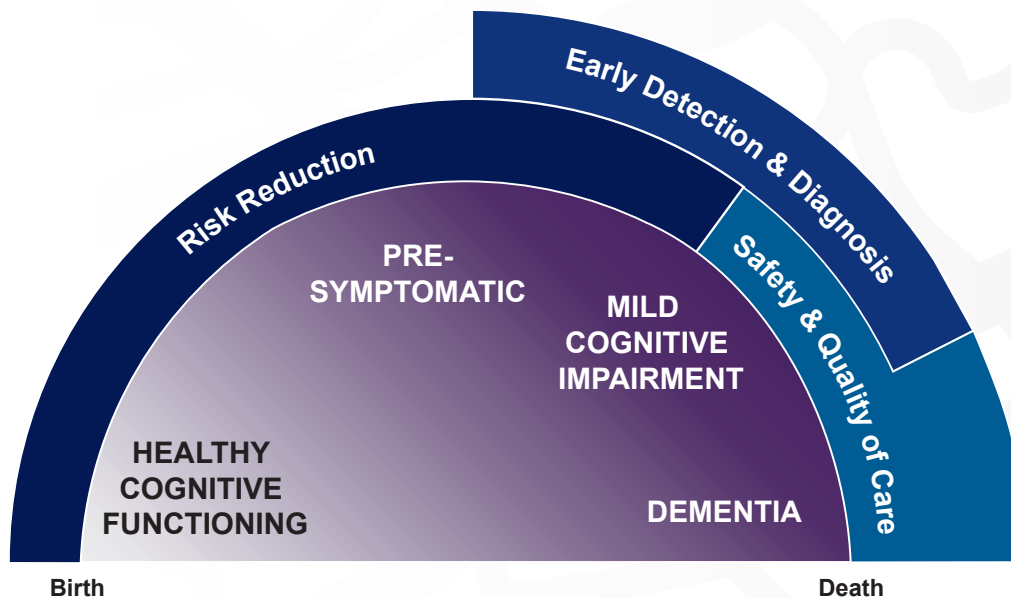 Early Detection & Diagnosis
Risk Reduction
Safety & Quality of Care
PRE-
SYMPTOMATIC
MILD
COGNITIVE
IMPAIRMENT
HEALTHY
COGNITIVE
FUNCTIONING
DEMENTIA
Birth
Death